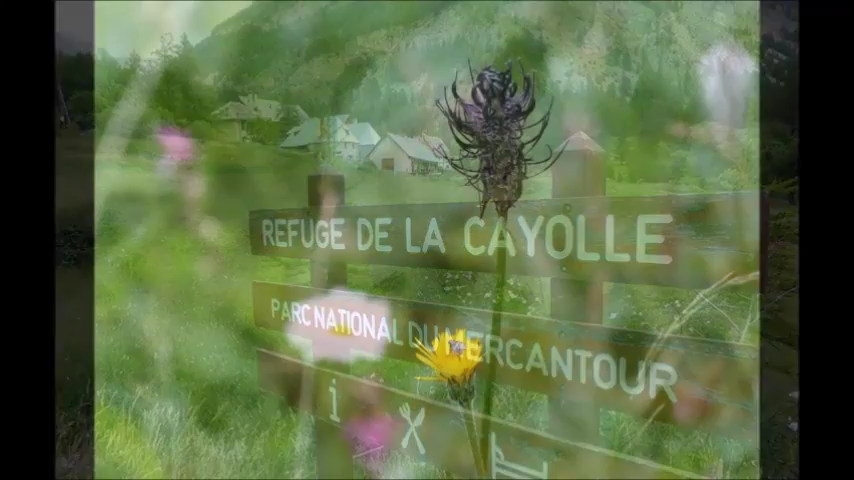 REFUGE DE LA CAYOLLE
PARC NATIONAL DU MERCANTOUR
i